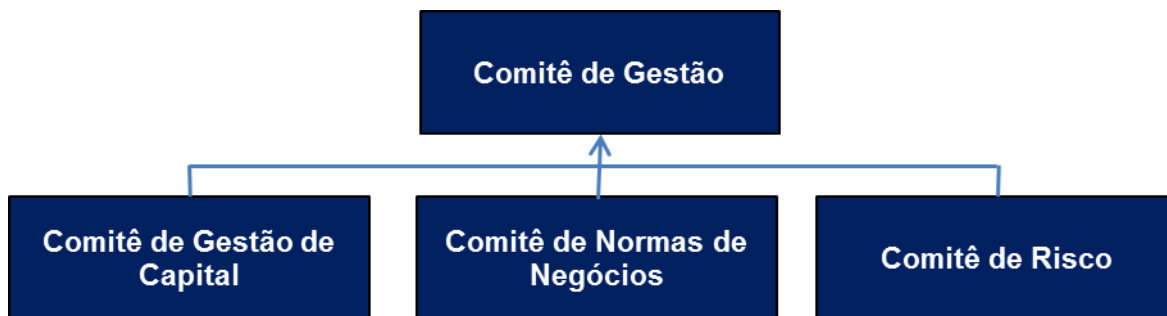 Comitê de Gestão
Comitê de Gestão de
Capital
Comitê de Normas de
Negócios
Comitê de Risco